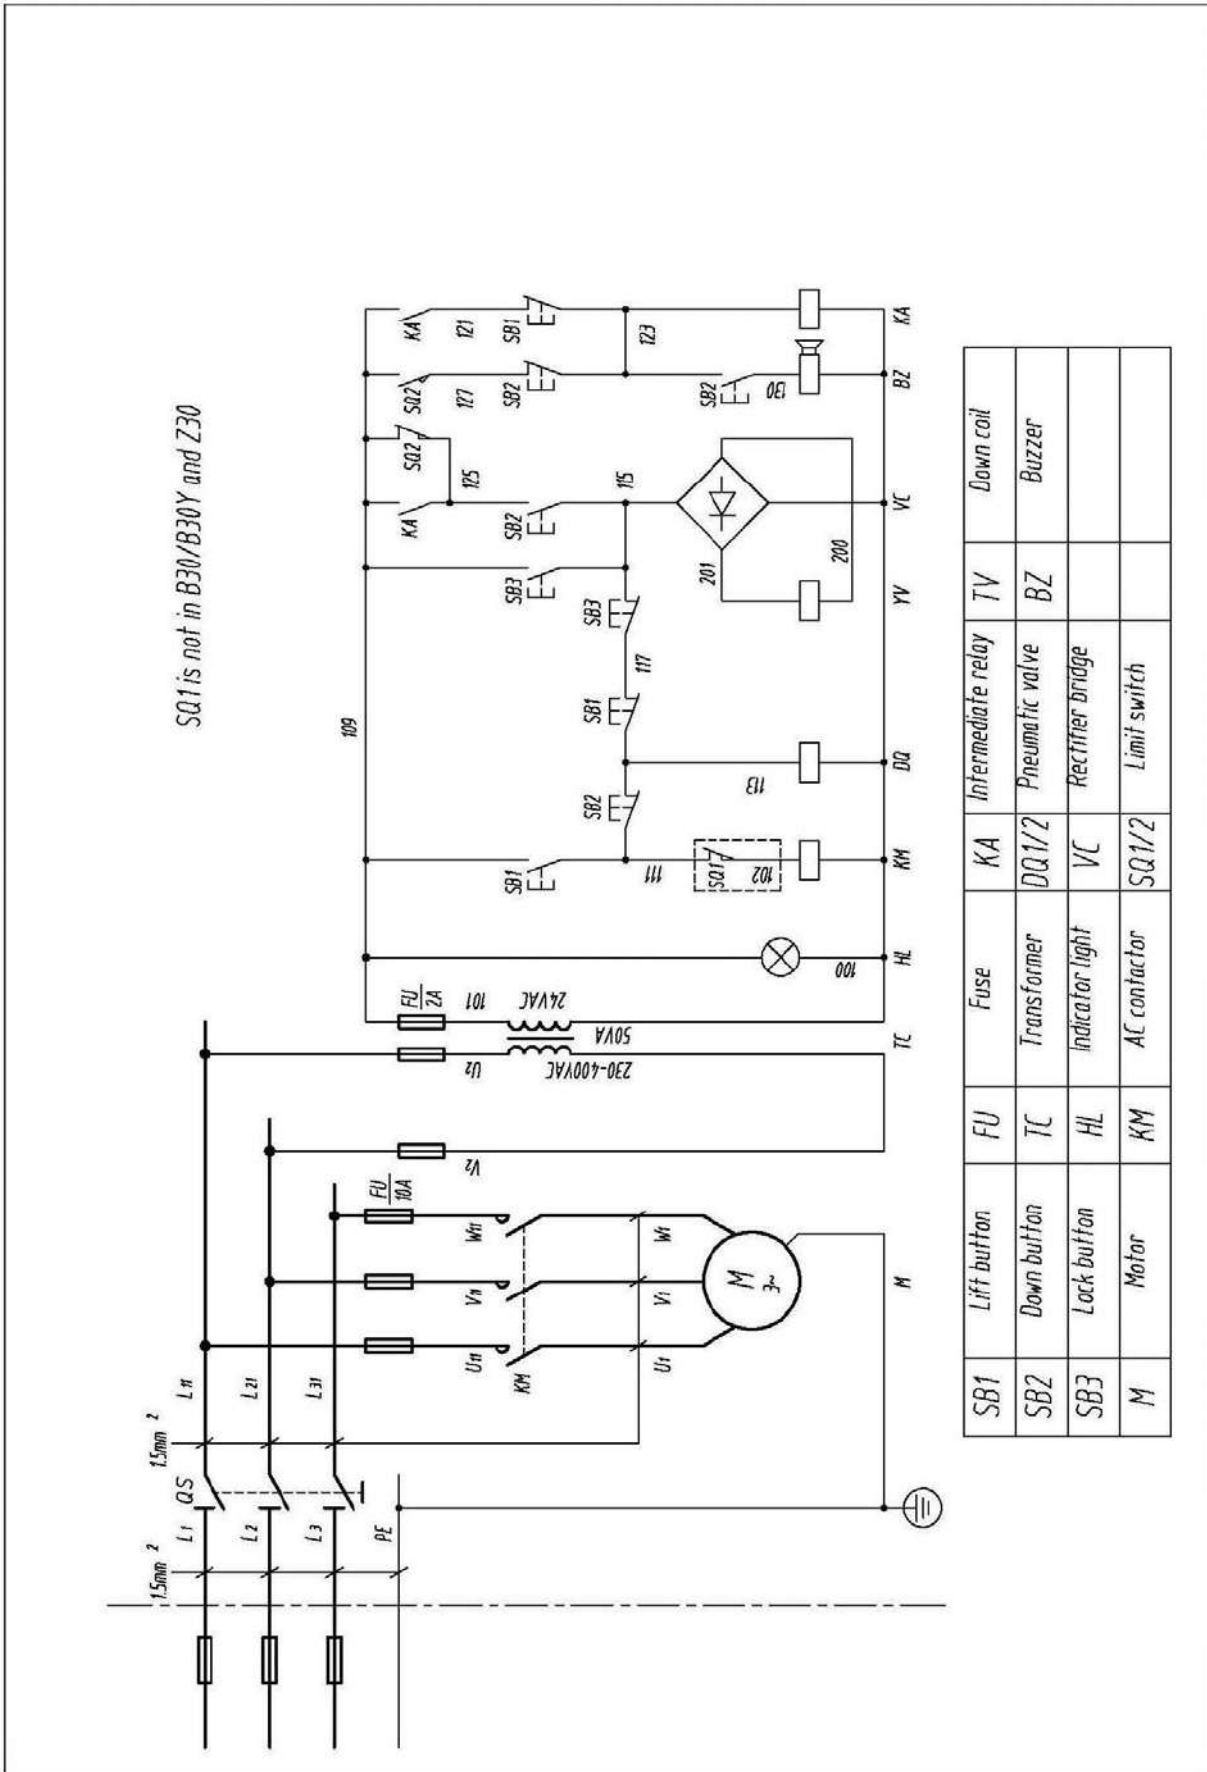 SQ1 is not in B30/B30Y and Z30
1.5mm²
1.5mm²
L1
QS
L11
L2
L21
L3
L31
PE
109
FU
10A
FU
2A
KA
SQ2
SQ2
KA
U11
V11
W11
V2
U2
101
125
127
121
KM
230-400VAC
50VA
24VAC
SB1
SB3
SB2
SB2
SB1
SB2
SB1
SB3
117
115
123
U1
V1
W1
111
113
201
SB2
130
M
3~
SQ1
102
100
200
M
TC
HL
KM
DQ
YV
VC
BZ
KA
SB1 Lift button FU Fuse KA Intermediate relay TV Down coil
SB2 Down button TC Transformer DQ1/2 Pneumatic valve BZ Buzzer
SB3 Lock button HL Indicator light VC Rectifier bridge
M Motor KM AC contactor SQ1/2 Limit switch